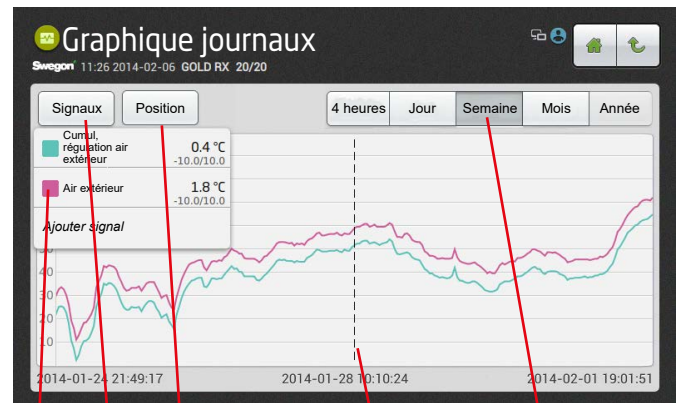 Graphique journaux
Swegon 11:26 2014-02-06 GOLD RX 20/20
Signaux Position 4 heures Jour Semaine Mois Année
Cumul,
régulation air
extérieur
0.4 °C
-10.0/10.0
Air extérieur
1.8 °C
-10.0/10.0
Ajouter signal
40
30
20
10
2014-01-24 21:49:17 2014-01-28 10:10:24 2014-02-01 19:01:51